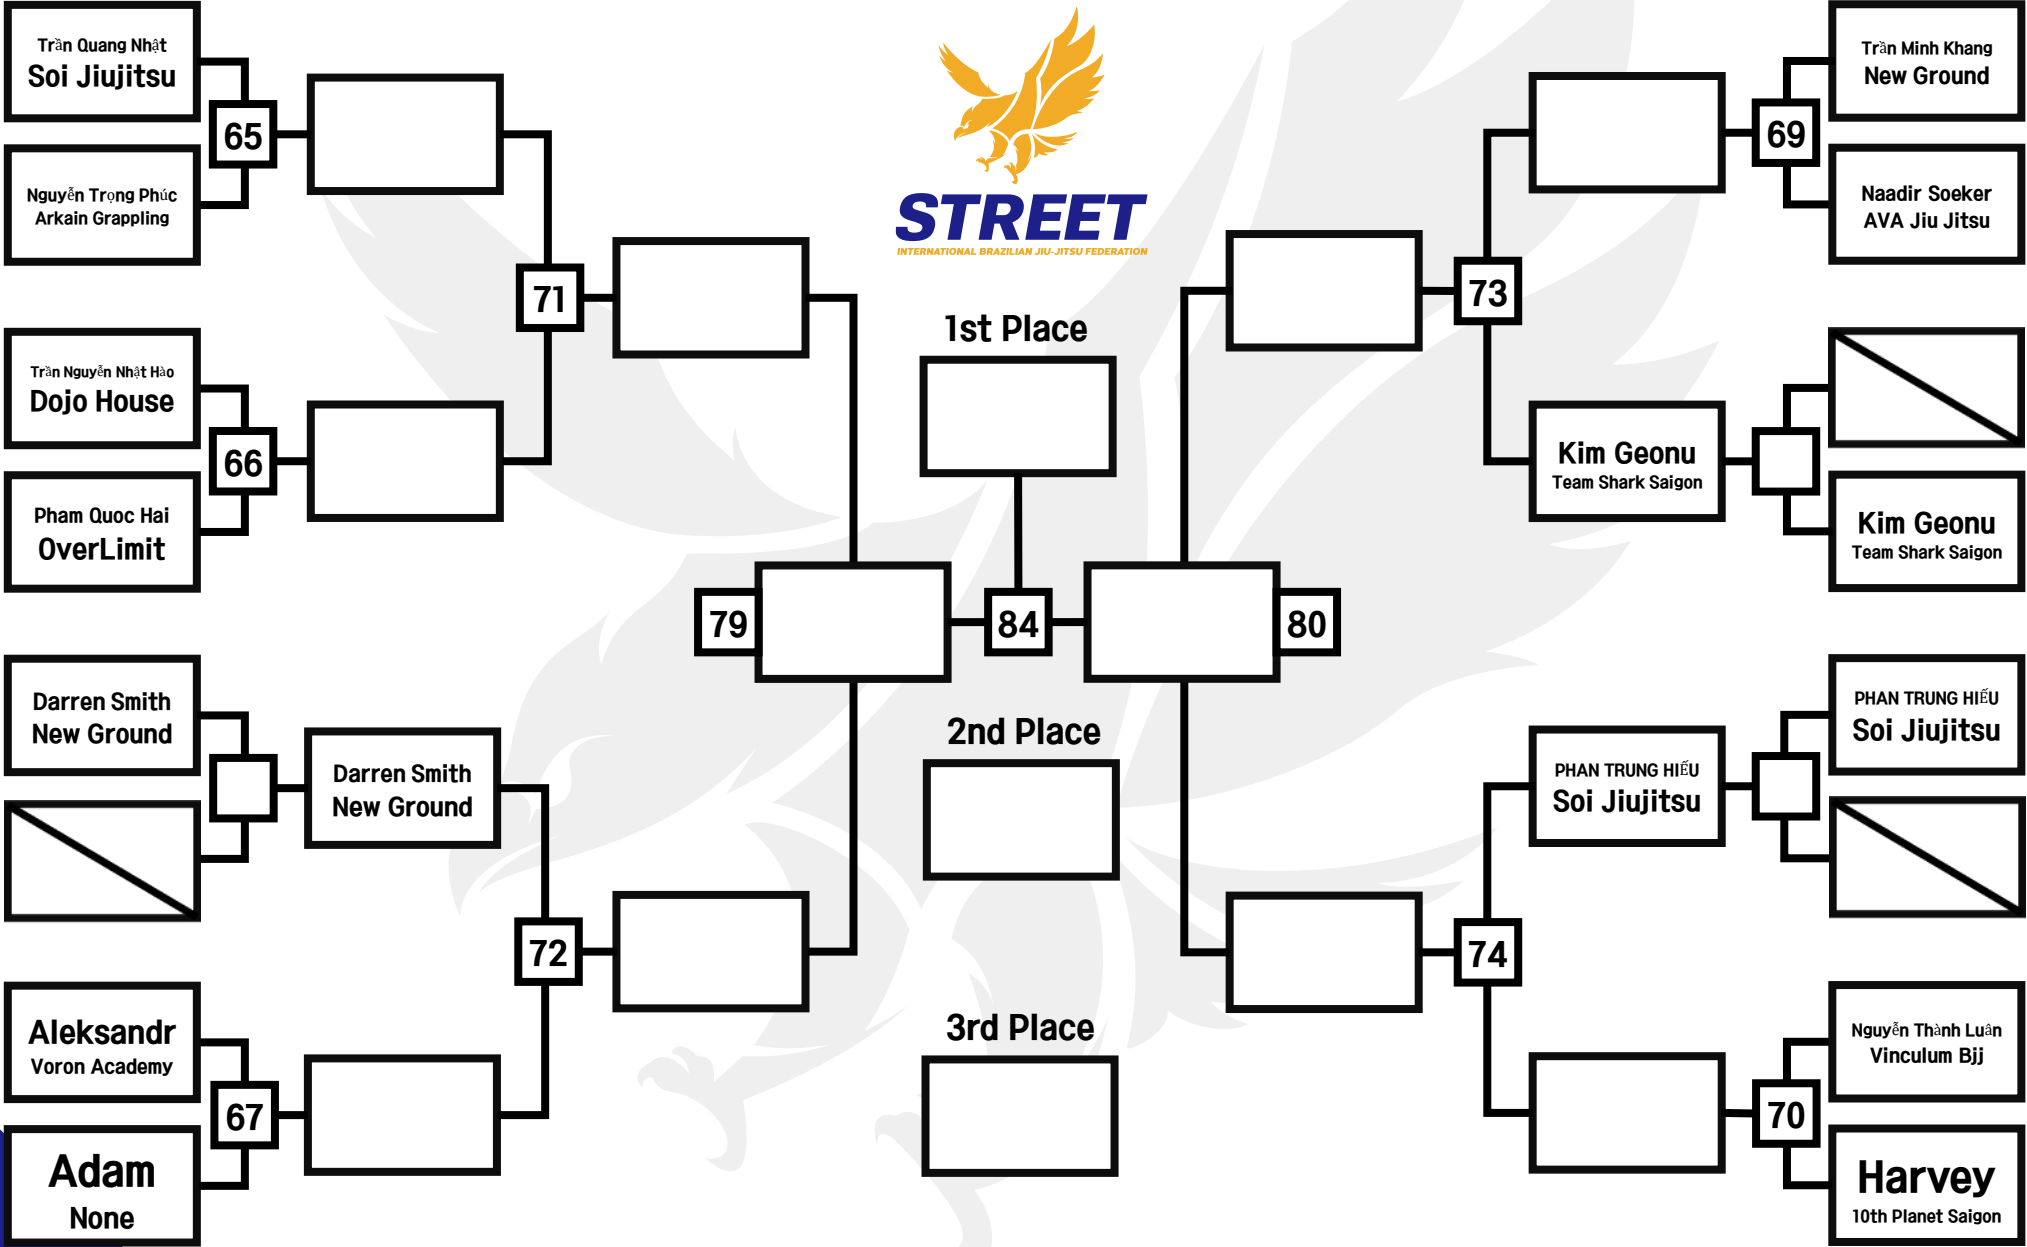 Trần Quang Nhật
Soi Jiujitsu
65
Nguyễn Trọng Phúc
Arkain Grappling
71
Trần Nguyễn Nhật Hào
Dojo House
66
Pham Quoc Hai
OverLimit
79
Darren Smith
New Ground
Darren Smith
New Ground
72
Aleksandr
Voron Academy
67
Adam
None
STREET
INTERNATIONAL BRAZILIAN JIU-JITSU FEDERATION
1st Place
84
2nd Place
3rd Place
Trần Minh Khang
New Ground
69
Naadir Soeker
AVA Jiu Jitsu
73
Kim Geonu
Team Shark Saigon
Kim Geonu
Team Shark Saigon
80
PHAN TRUNG HIẾU
Soi Jiujitsu
PHAN TRUNG HIẾU
Soi Jiujitsu
74
Nguyễn Thành Luân
Vinculum Bjj
70
Harvey
10th Planet Saigon